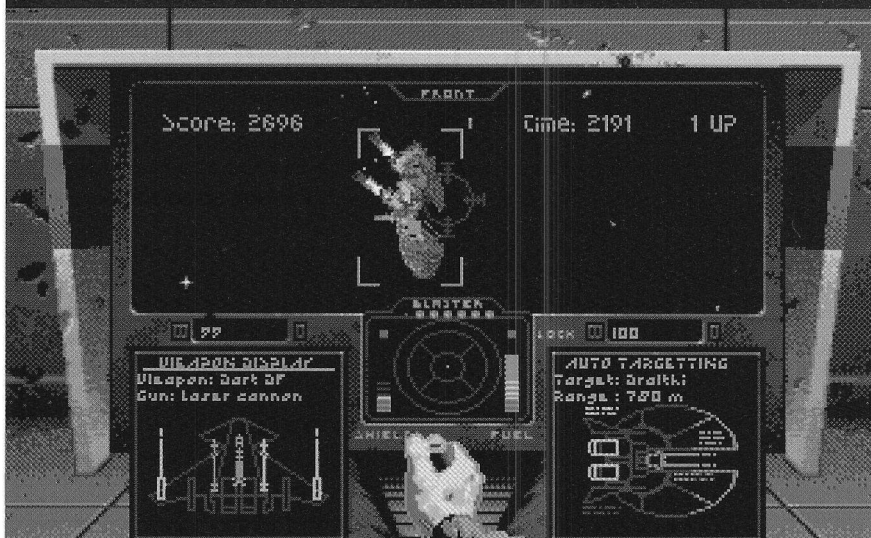 FRONT
Score: 2696
Time: 2191
1 UP
BLASTER
99
LOCK
100
WEAPON DISPLAY
Weapon: Dart DF
Gun: Laser cannon
AUTO TARGETTING
Target: Dralthi
Range : 780 m
SHIELD
FUEL